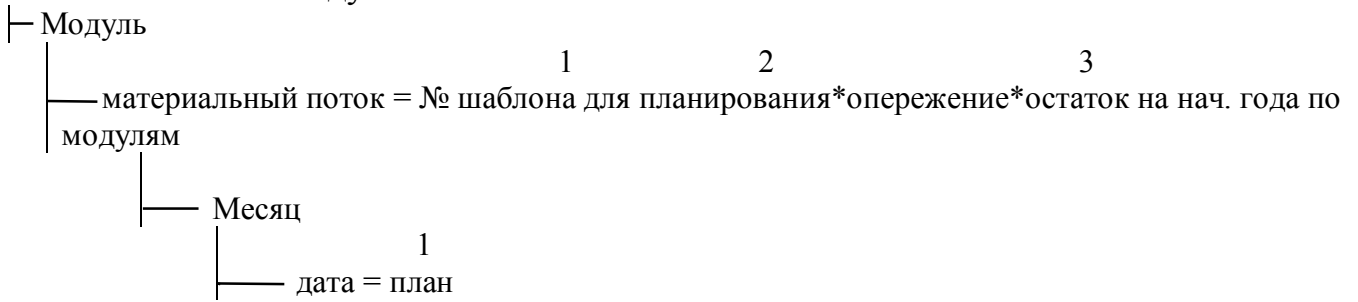 Модуль
1 2 3
материальный поток = № шаблона для планирования*опережение*остаток на нач. года по
модулям
Месяц
1
дата = план